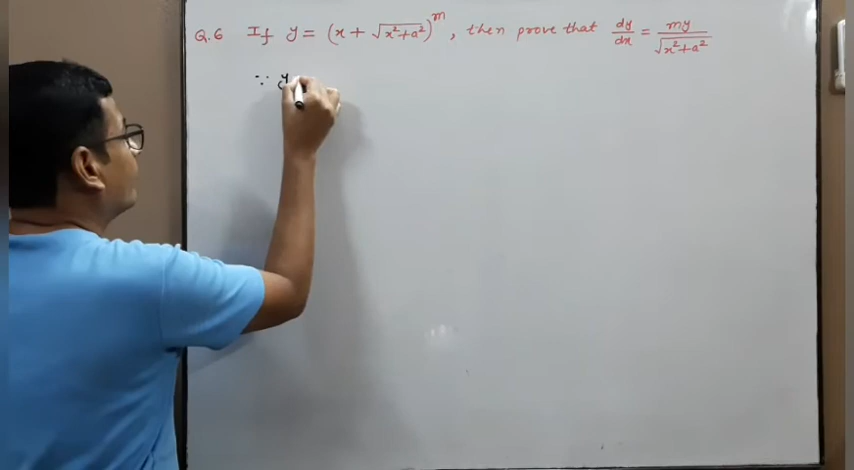 Q.6 If y = (x + √(x²+a²))^m, then prove that dy/dx = my/√(x²+a²)
∵ y